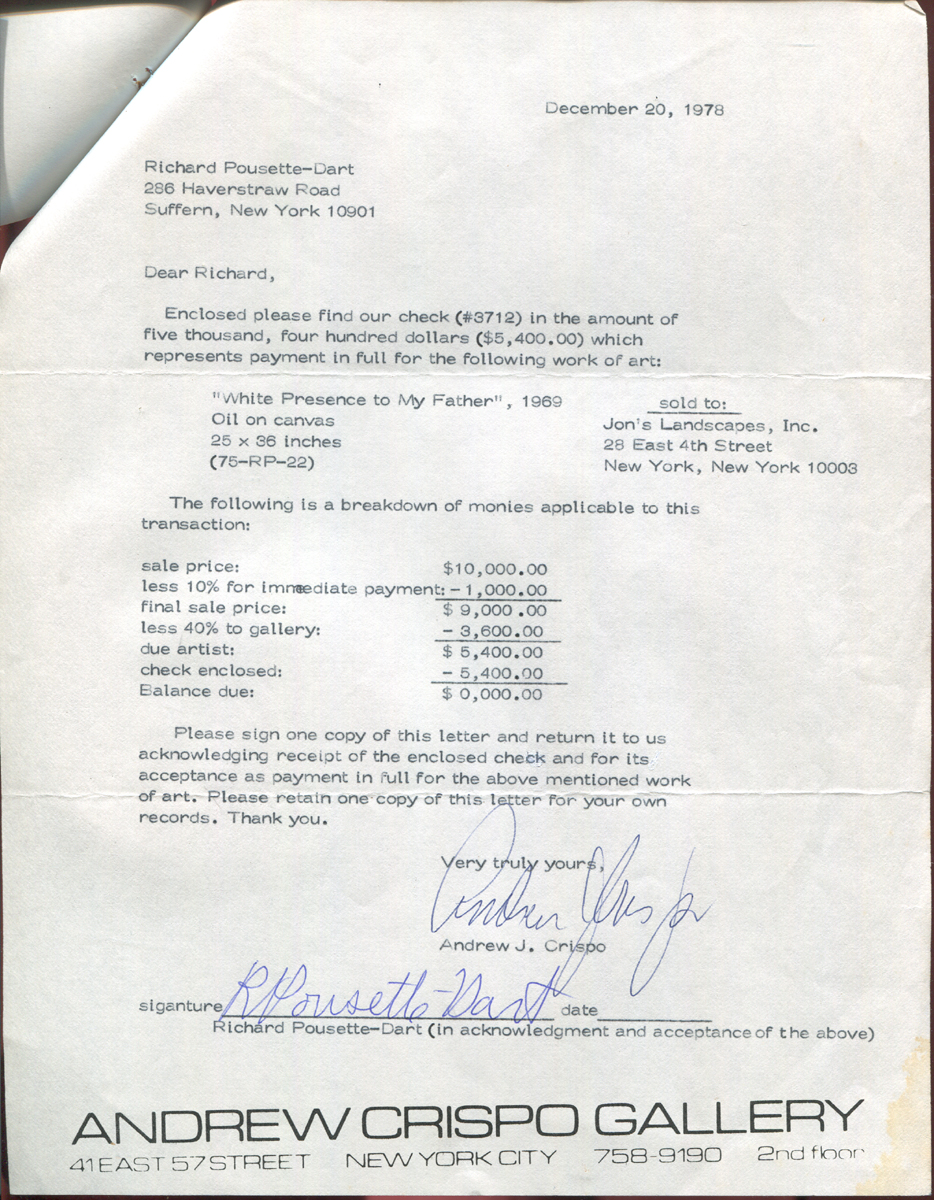 December 20, 1978
Richard Pousette-Dart
286 Haverstraw Road
Suffern, New York 10901
Dear Richard,
Enclosed please find our check (#3712) in the amount of
five thousand, four hundred dollars ($5,400.00) which
represents payment in full for the following work of art:
"White Presence to My Father", 1969
Oil on canvas
25 x 36 inches
(75-RP-22)
sold to:
Jon's Landscapes, Inc.
28 East 4th Street
New York, New York 10003
The following is a breakdown of monies applicable to this
transaction:
sale price: $10,000.00
less 10% for immediate payment: - 1,000.00
final sale price: $ 9,000 .00
less 40% to gallery: - 3,600.00
due artist: $ 5,400.00
check enclosed: - 5,400.00
Balance due: $ 0,000.00
Please sign one copy of this letter and return it to us
acknowledging receipt of the enclosed check and for its
acceptance as payment in full for the above mentioned work
of art. Please retain one copy of this letter for your own
records. Thank you.
Very truly yours,
Andrew J. Crispo
siganture R Pousette-Dart date
Richard Pousette-Dart (in acknowledgment and acceptance of the above)
ANDREW CRISPO GALLERY
41 EAST 57 STREET NEW YORK CITY 758-9190 2nd floor